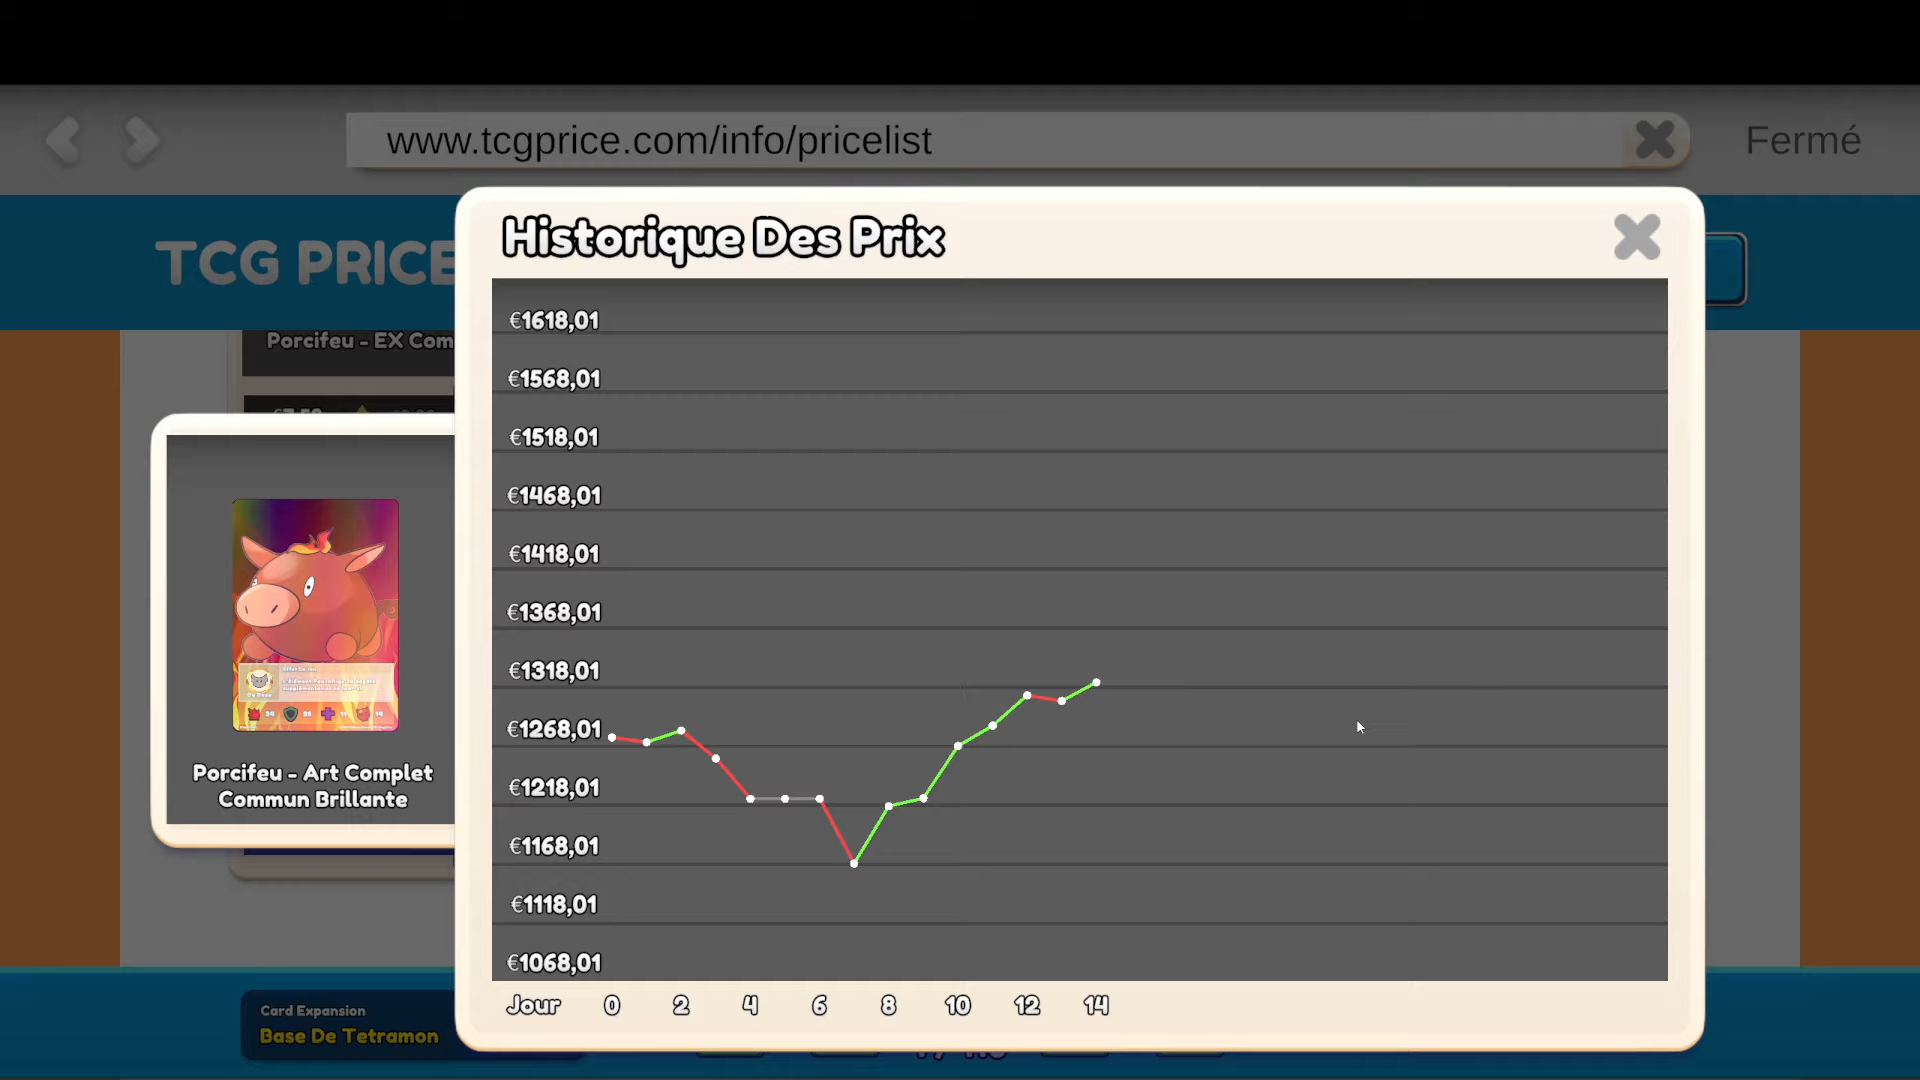 www.tcgprice.com/info/pricelist
Fermé
TCG PRICE
Historique Des Prix
Porcifeu - EX Com
€1618,01
€1568,01
€1518,01
€1468,01
€1418,01
€1368,01
€1318,01
€1268,01
€1218,01
€1168,01
€1118,01
€1068,01
Jour 0 2 4 6 8 10 12 14
Porcifeu - Art Complet
Commun Brillante
Card Expansion
Base De Tetramon